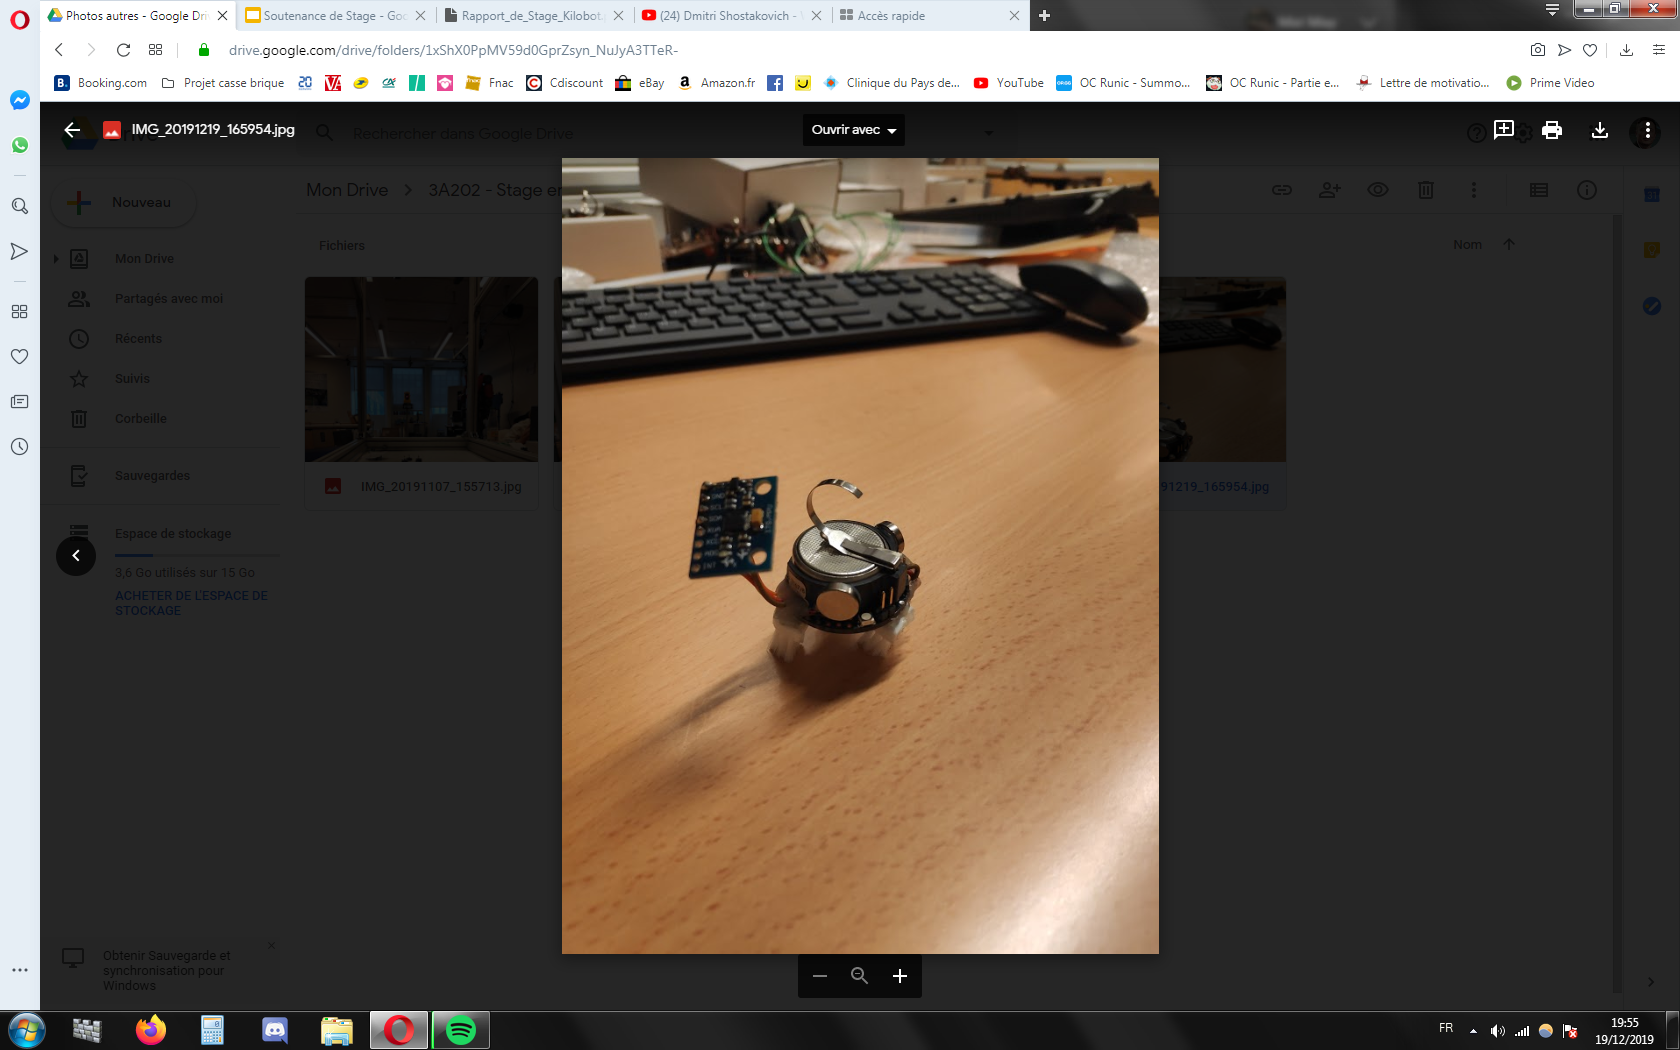 Photos autres - Google Dri
Soutenance de Stage - Goo
Rapport_de_Stage_Kilobot.
(24) Dmitri Shostakovich -
Accès rapide
drive.google.com/drive/folders/1xShX0PpMV59d0GprZsyn_NuJyA3TTeR-
Booking.com
Projet casse brique
Fnac
Cdiscount
eBay
Amazon.fr
Clinique du Pays de...
YouTube
OC Runic - Summo...
OC Runic - Partie e...
Lettre de motivatio...
Prime Video
IMG_20191219_165954.jpg
Rechercher dans Google Drive
Ouvrir avec
Nouveau
Mon Drive > 3A202 - Stage en
Fichiers
Nom
Mon Drive
Partagés avec moi
Récents
Suivis
Corbeille
Sauvegardes
Espace de stockage
3,6 Go utilisés sur 15 Go
ACHETER DE L'ESPACE DE
STOCKAGE
IMG_20191107_155713.jpg
91219_165954.jpg
Obtenir Sauvegarde et
synchronisation pour
Windows
FR
19:55
19/12/2019